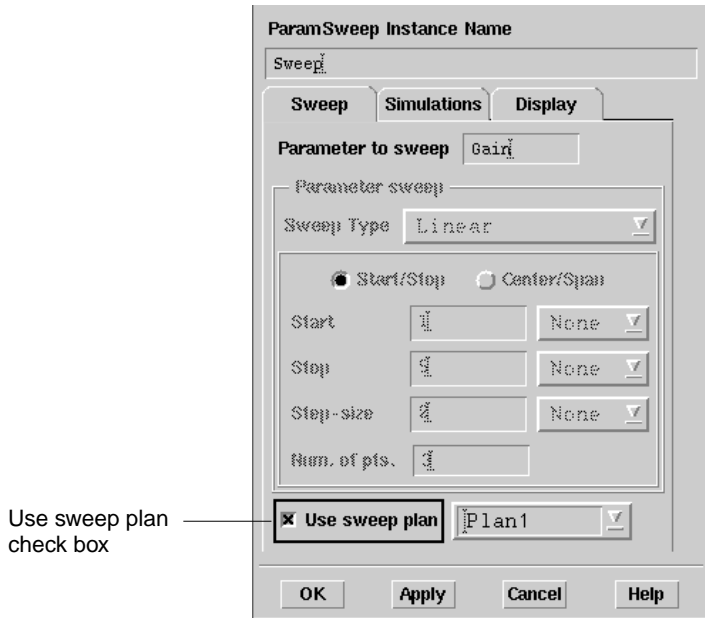 ParamSweep Instance Name
Sweep
Sweep Simulations Display
Parameter to sweep Gain
Parameter sweep
Sweep Type Linear
Start/Stop Center/Span
Start 1 None
Stop 9 None
Step-size 2 None
Num. of pts. 3
Use sweep plan Plan1
Use sweep plan
check box
OK Apply Cancel Help